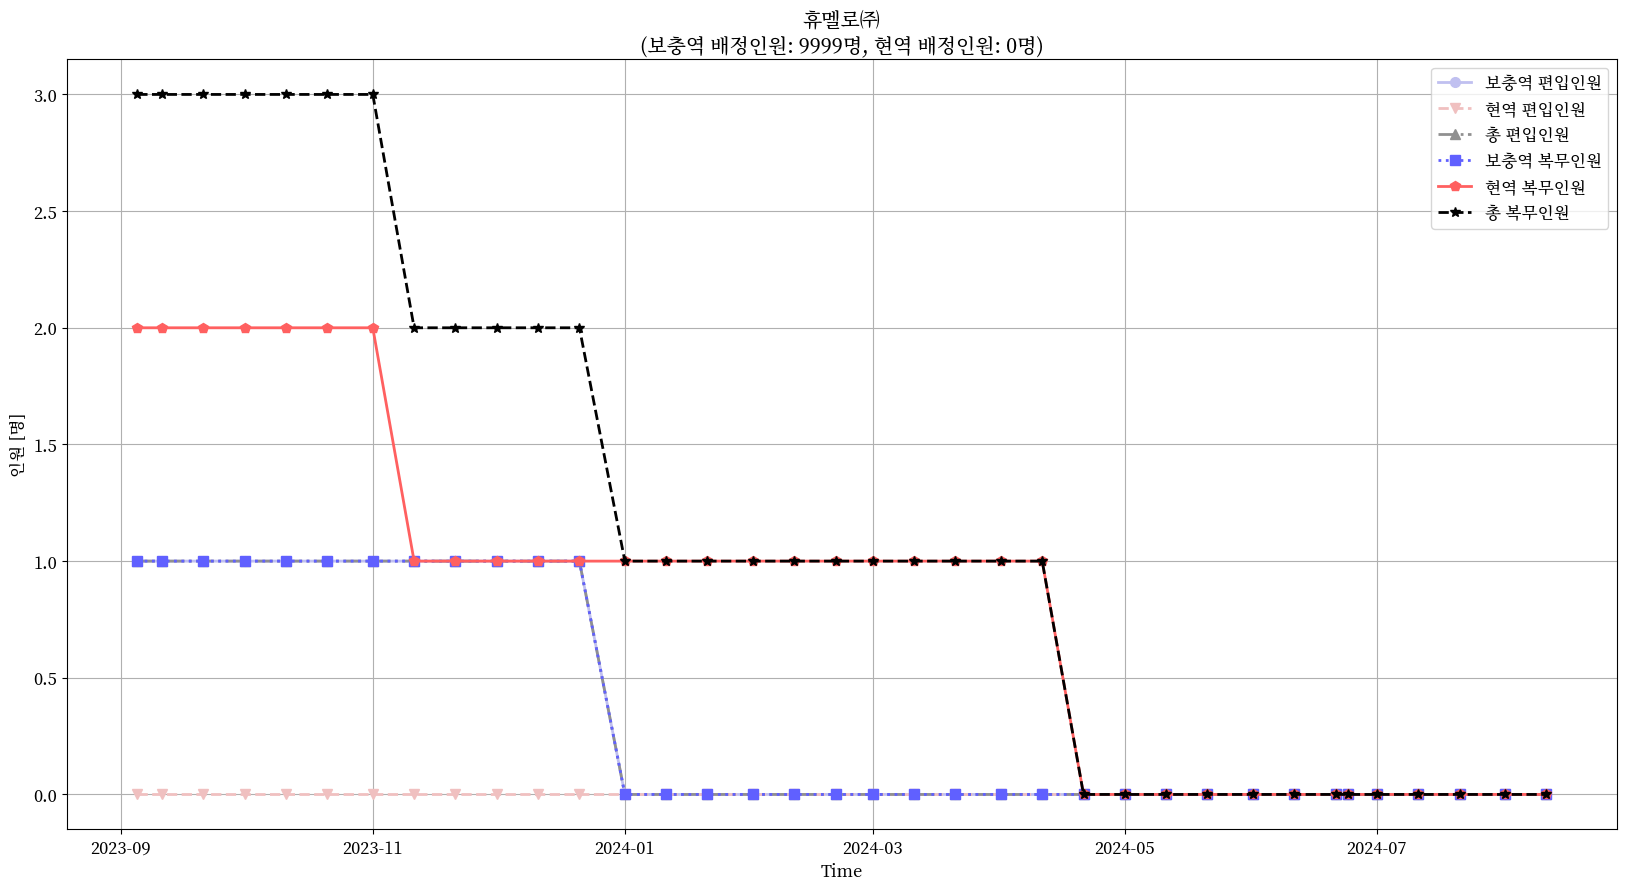 휴멜로㈜
(보충역 배정인원: 9999명, 현역 배정인원: 0명)
보충역 편입인원
현역 편입인원
총 편입인원
보충역 복무인원
현역 복무인원
총 복무인원
인원 [명]
3.0
2.5
2.0
1.5
1.0
0.5
0.0
2023-09
2023-11
2024-01
2024-03
2024-05
2024-07
Time